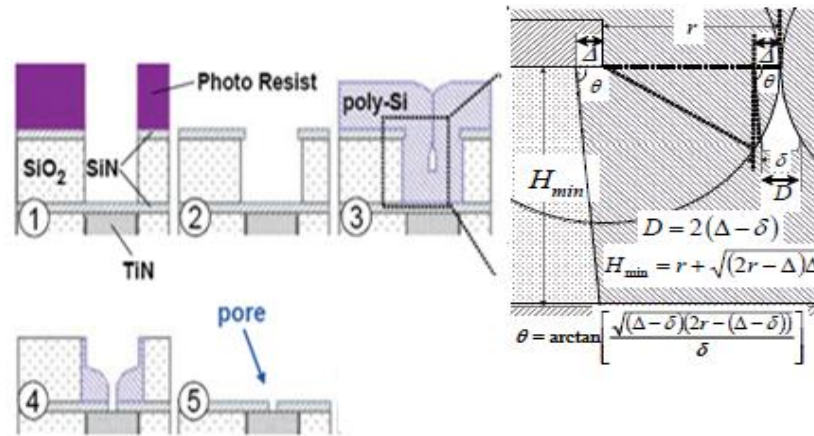 Photo Resist
SiO₂
SiN
TiN
1
2
poly-Si
3
4
pore
5
r
Δ
θ
Δ
θ
δ
D
H_min
D = 2(Δ−δ)
H_min = r + √(2r−Δ)Δ
θ = arctan[√(Δ−δ)(2r−(Δ−δ))/δ]